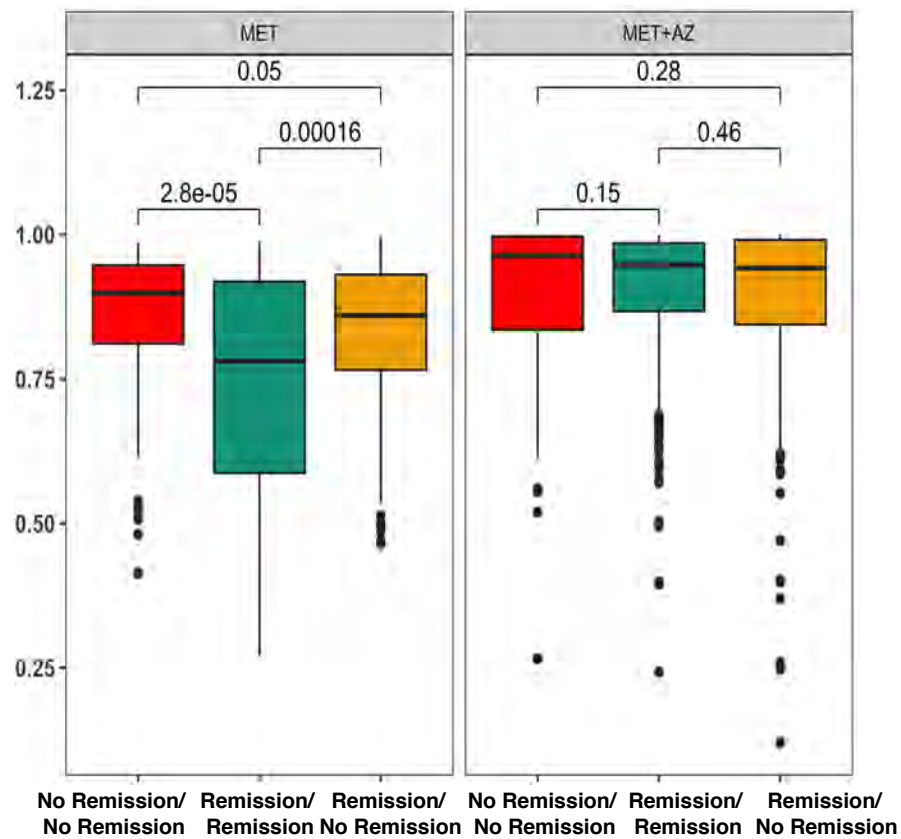 MET
MET+AZ
0.05
0.28
1.25
0.00016
0.46
2.8e-05
0.15
1.00
0.75
0.50
0.25
No Remission/ Remission/ Remission/ No Remission/ Remission/ Remission/
No Remission Remission No Remission No Remission Remission No Remission